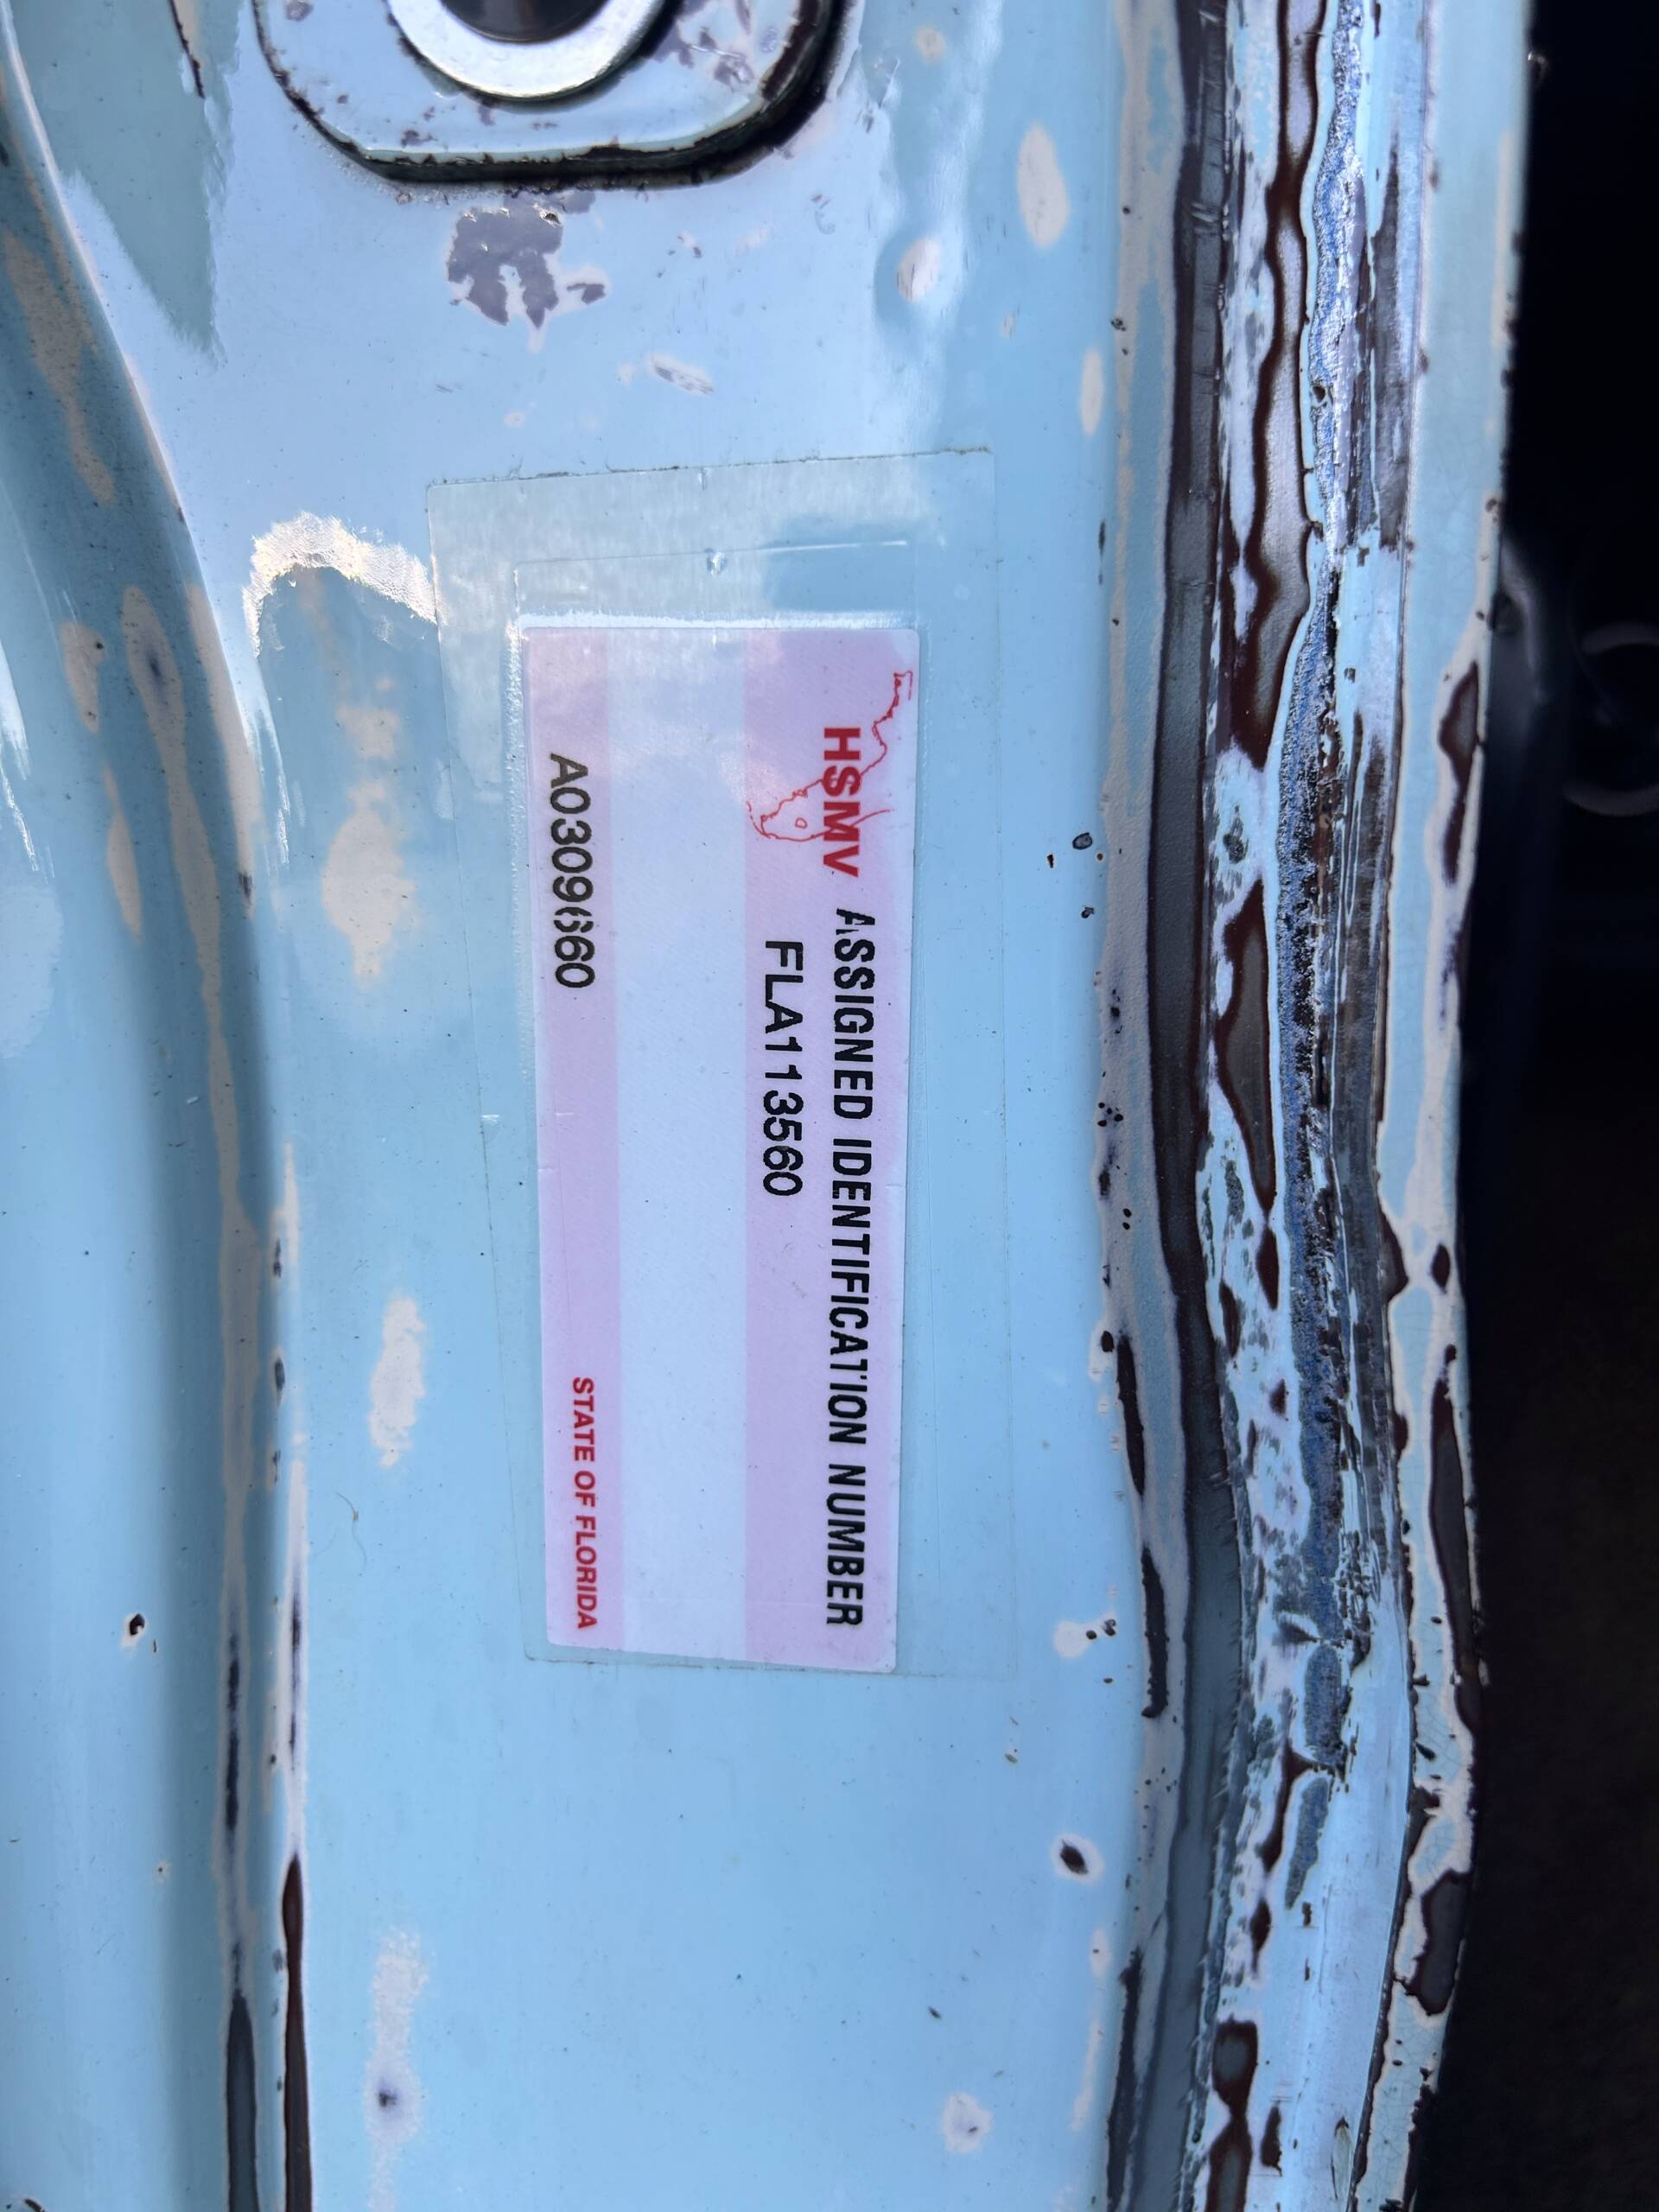 HSMV ASSIGNED IDENTIFICATION NUMBER
FLA113560
A0309660 STATE OF FLORIDA